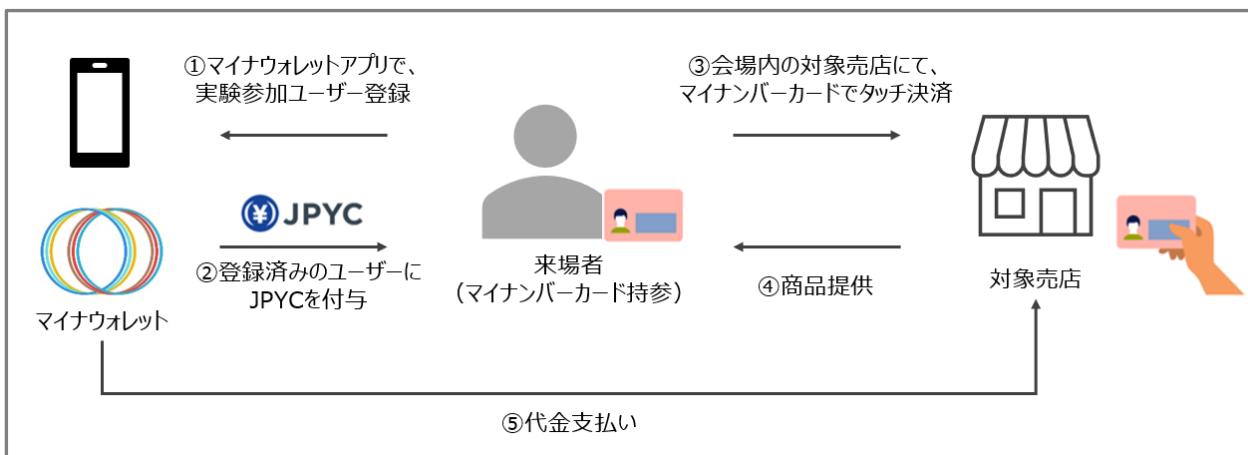 ①マイナウォレットアプリで、
実験参加ユーザー登録
③会場内の対象売店にて、
マイナンバーカードでタッチ決済
¥ JPYC
②登録済みのユーザーに
JPYCを付与
マイナウォレット
来場者
（マイナンバーカード持参）
④商品提供
対象売店
⑤代金支払い